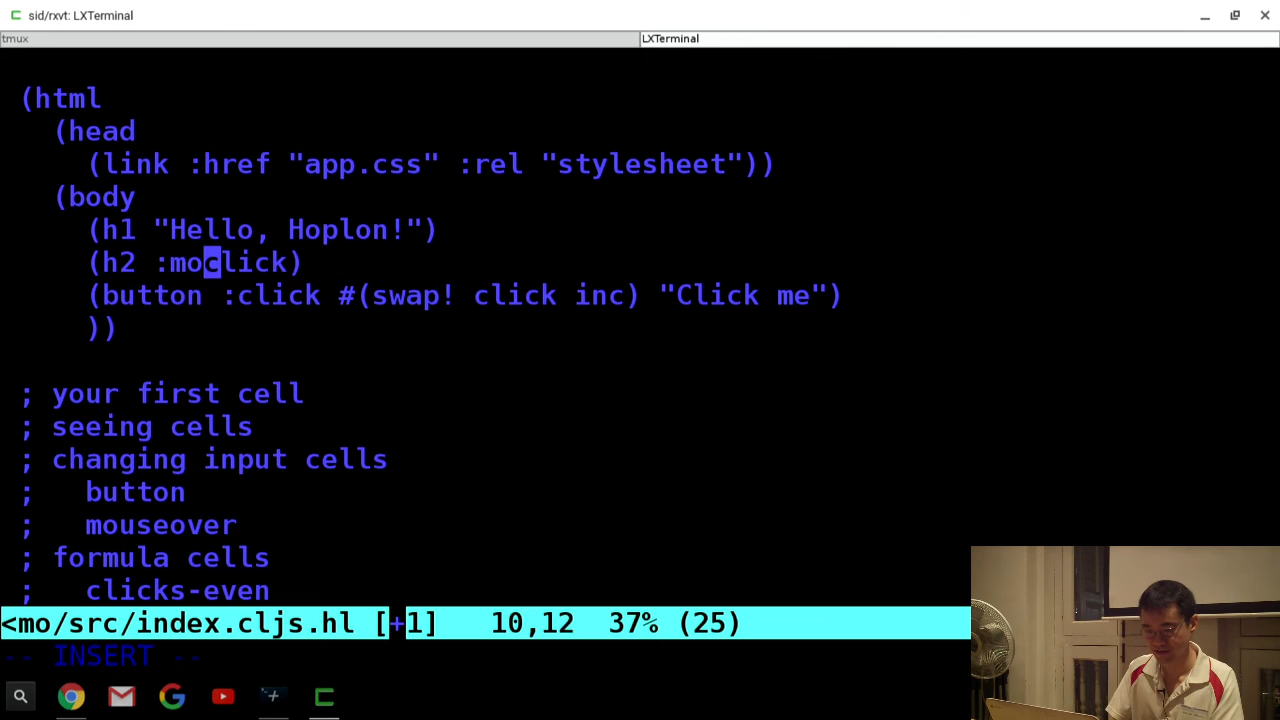 sid/rxvt: LXTerminal
tmux
LXTerminal
(html
(head
(link :href "app.css" :rel "stylesheet"))
(body
(h1 "Hello, Hoplon!")
(h2 :moclick)
(button :click #(swap! click inc) "Click me")
))
; your first cell
; seeing cells
; changing input cells
;   button
;   mouseover
; formula cells
;   clicks-even
<mo/src/index.cljs.hl [+1]   10,12   37% (25)
-- INSERT --